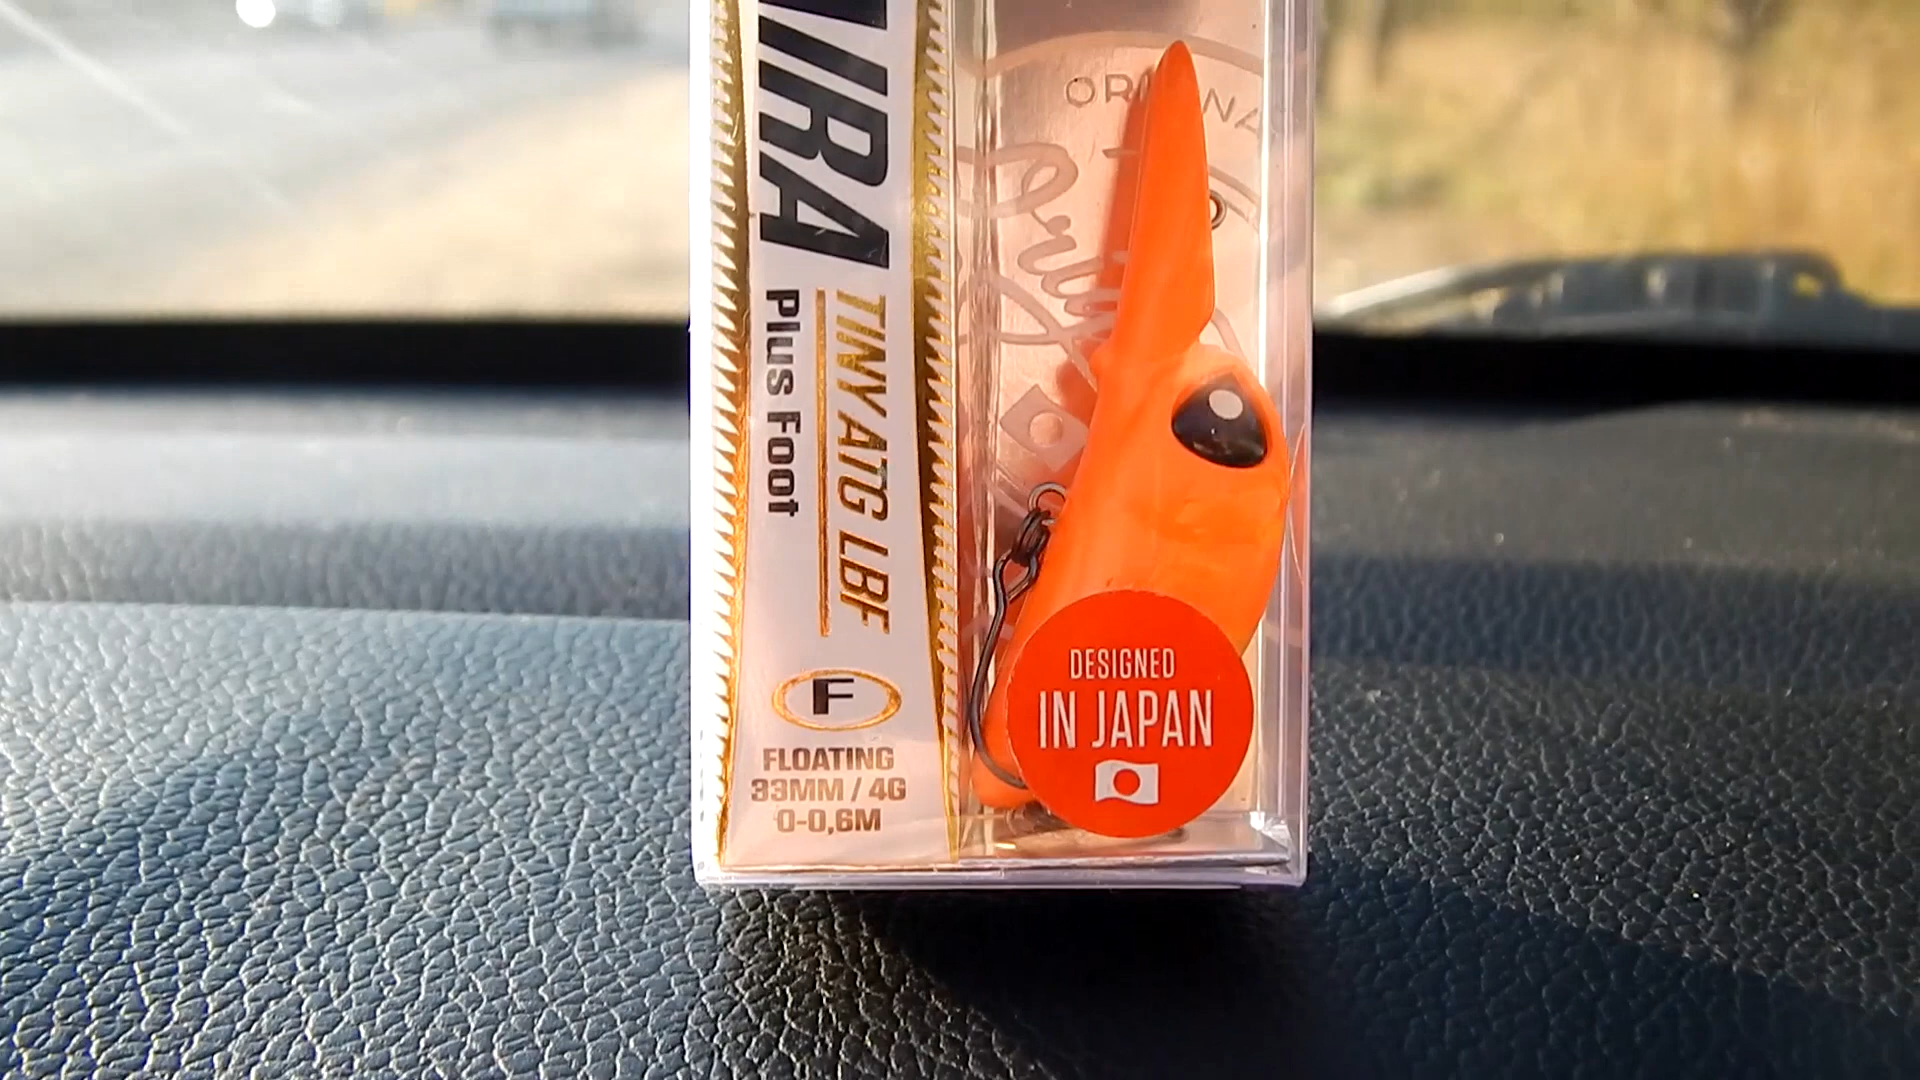 IRA
TINY ATG LBF
Plus Foot
F
FLOATING
33MM / 4G
0-0,6M
DESIGNED
IN JAPAN